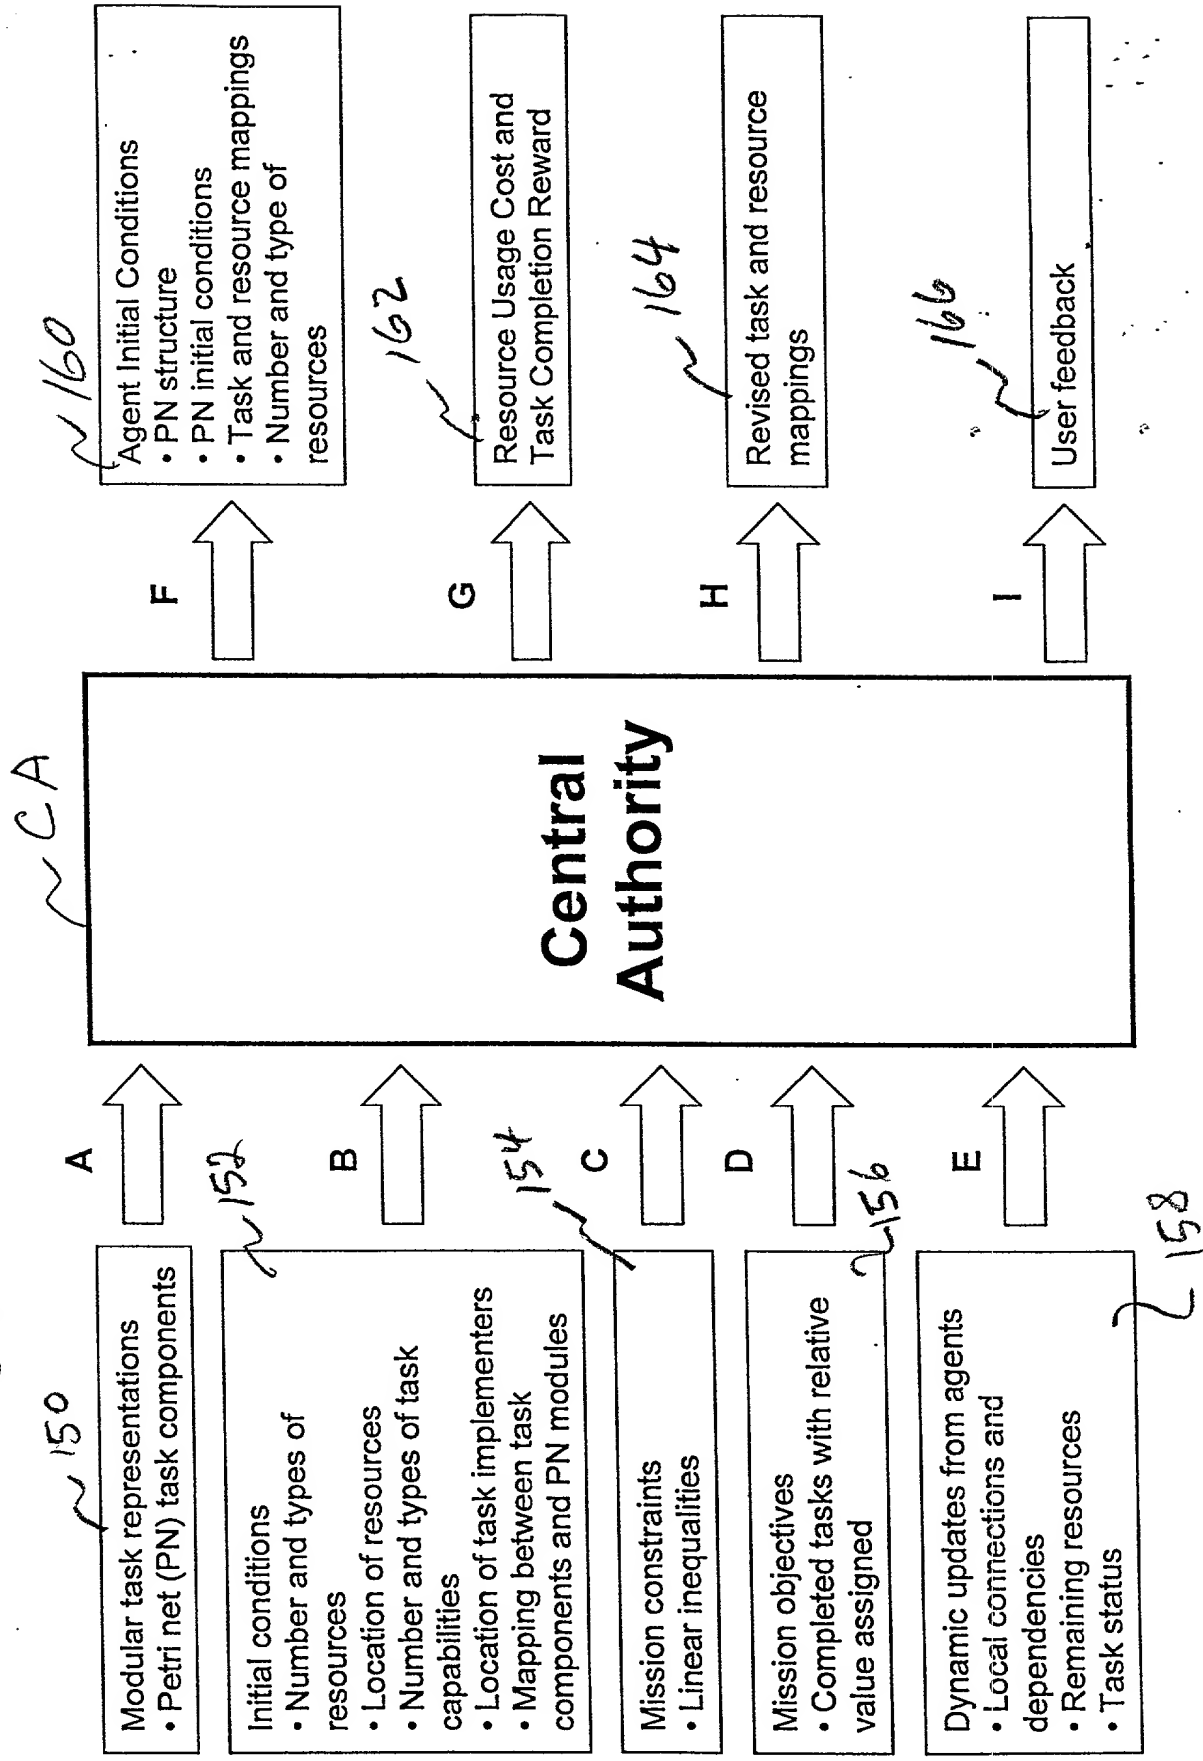 150
Modular task representations
• Petri net (PN) task components
A
152
Initial conditions
• Number and types of
resources
• Location of resources
• Number and types of task
capabilities
• Location of task implementers
• Mapping between task
components and PN modules
B
154
Mission constraints
• Linear inequalities
C
Mission objectives
• Completed tasks with relative
value assigned
D
156
Dynamic updates from agents
• Local connections and
dependencies
• Remaining resources
• Task status
E
158
CA
Central
Authority
F
160
Agent Initial Conditions
• PN structure
• PN initial conditions
• Task and resource mappings
• Number and type of
resources
G
162
Resource Usage Cost and
Task Completion Reward
H
164
Revised task and resource
mappings
I
166
User feedback